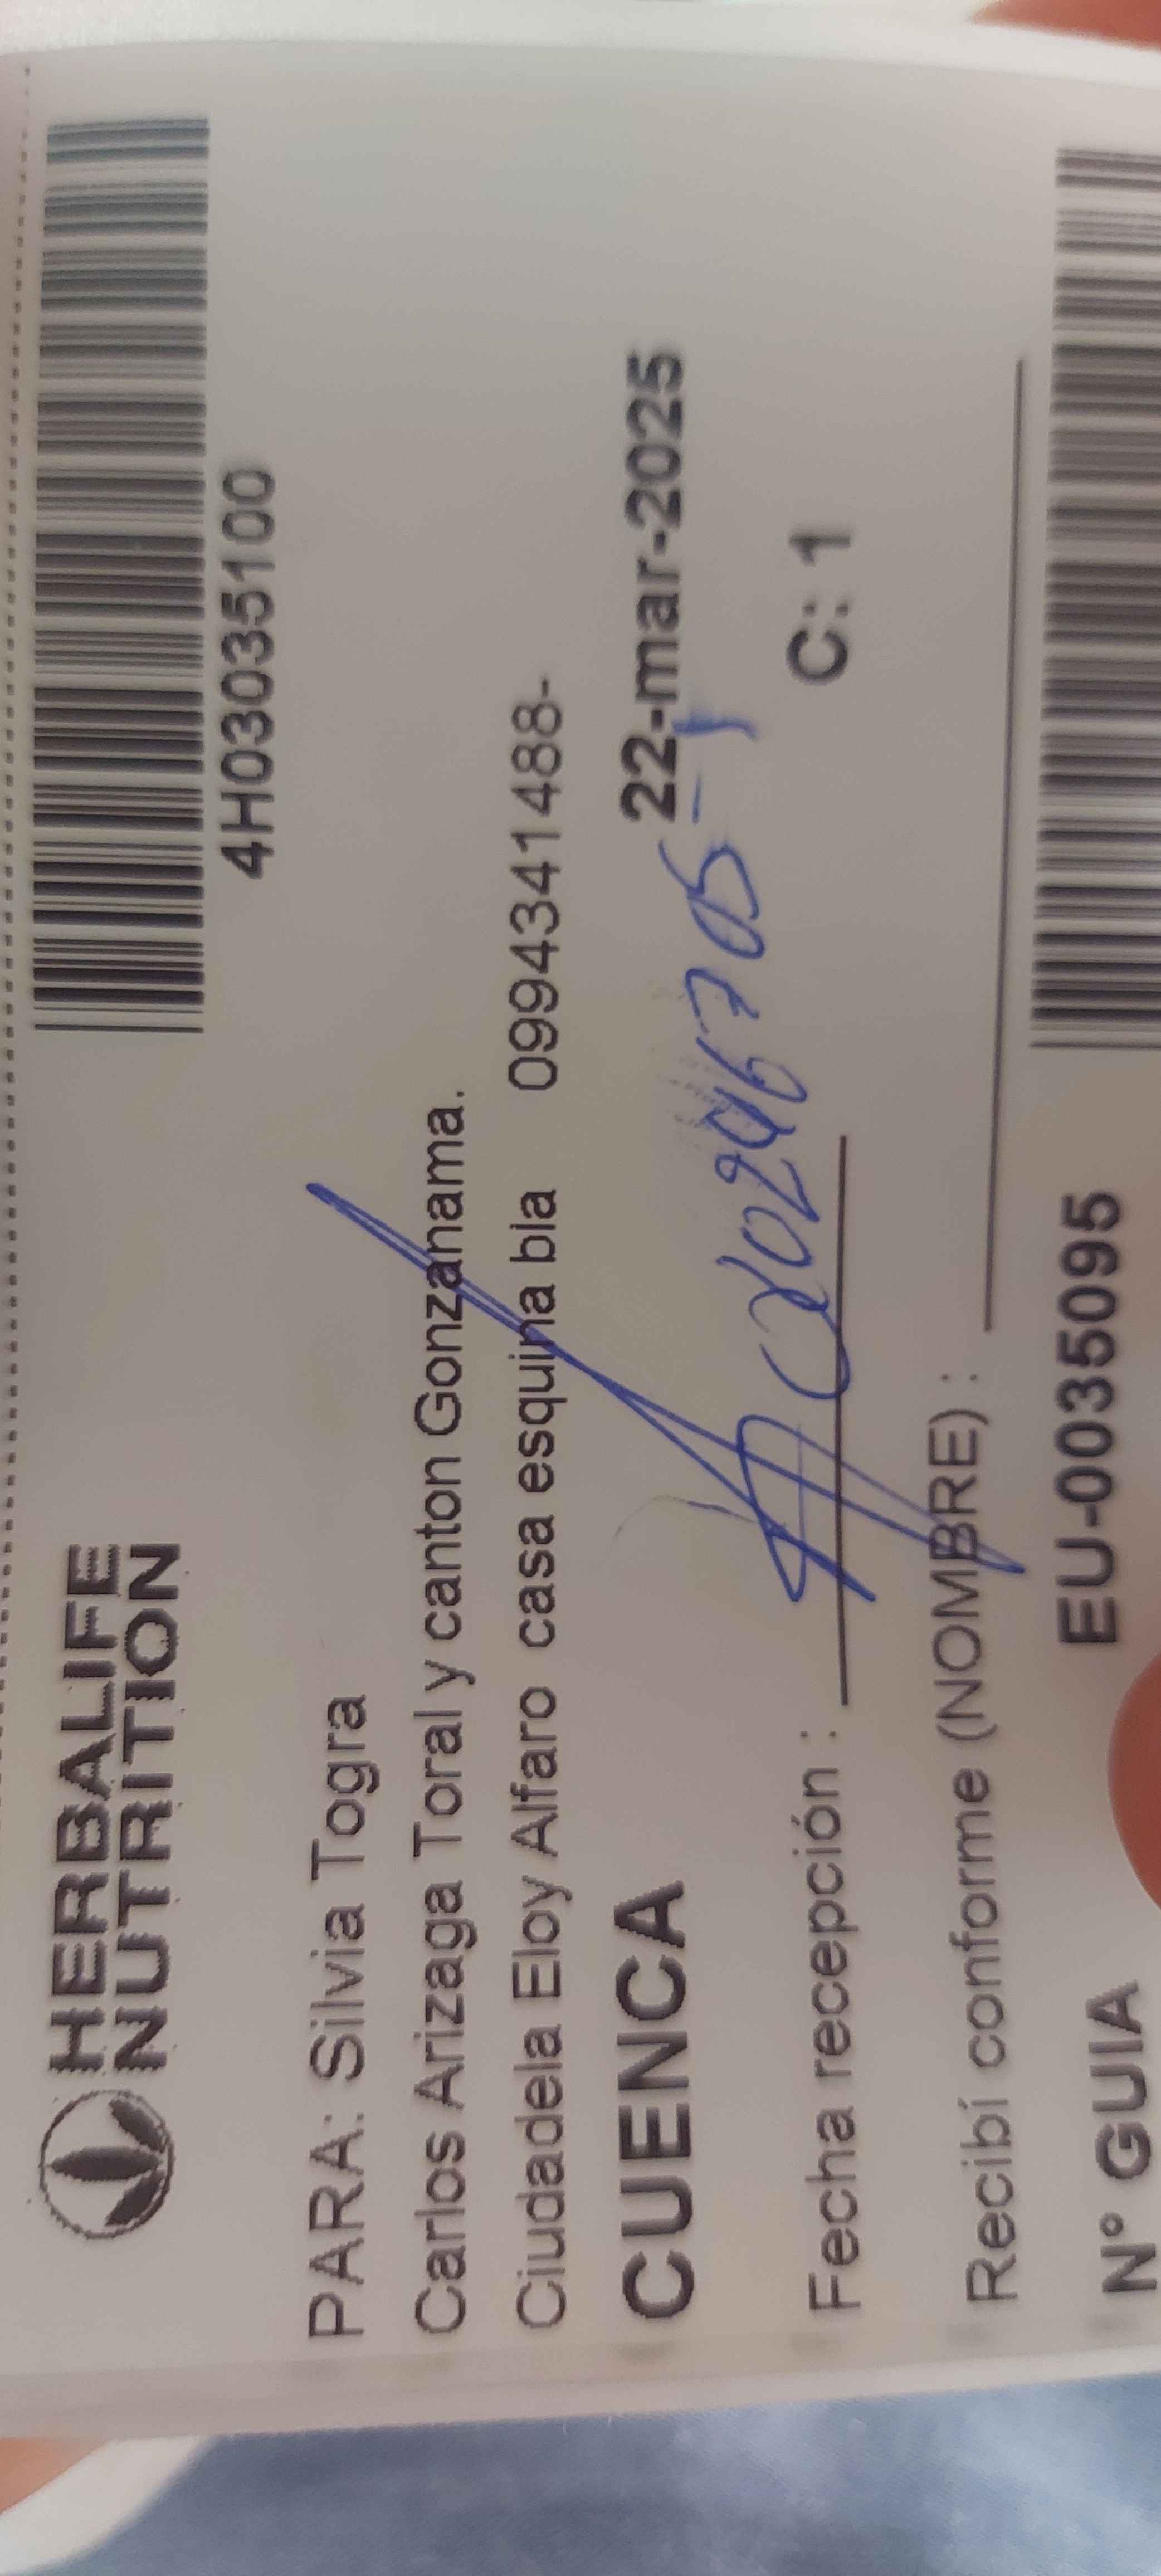 HERBALIFE
NUTRITION
4H03035100
PARA: Silvia Togra
Carlos Arizaga Toral y canton Gonzanama.
Ciudadela Eloy Alfaro casa esquina bla 0994341488-
CUENCA 22-mar-2025
Fecha recepción : C: 1
Recibí conforme (NOMBRE) :
N° GUIA EU-0035095